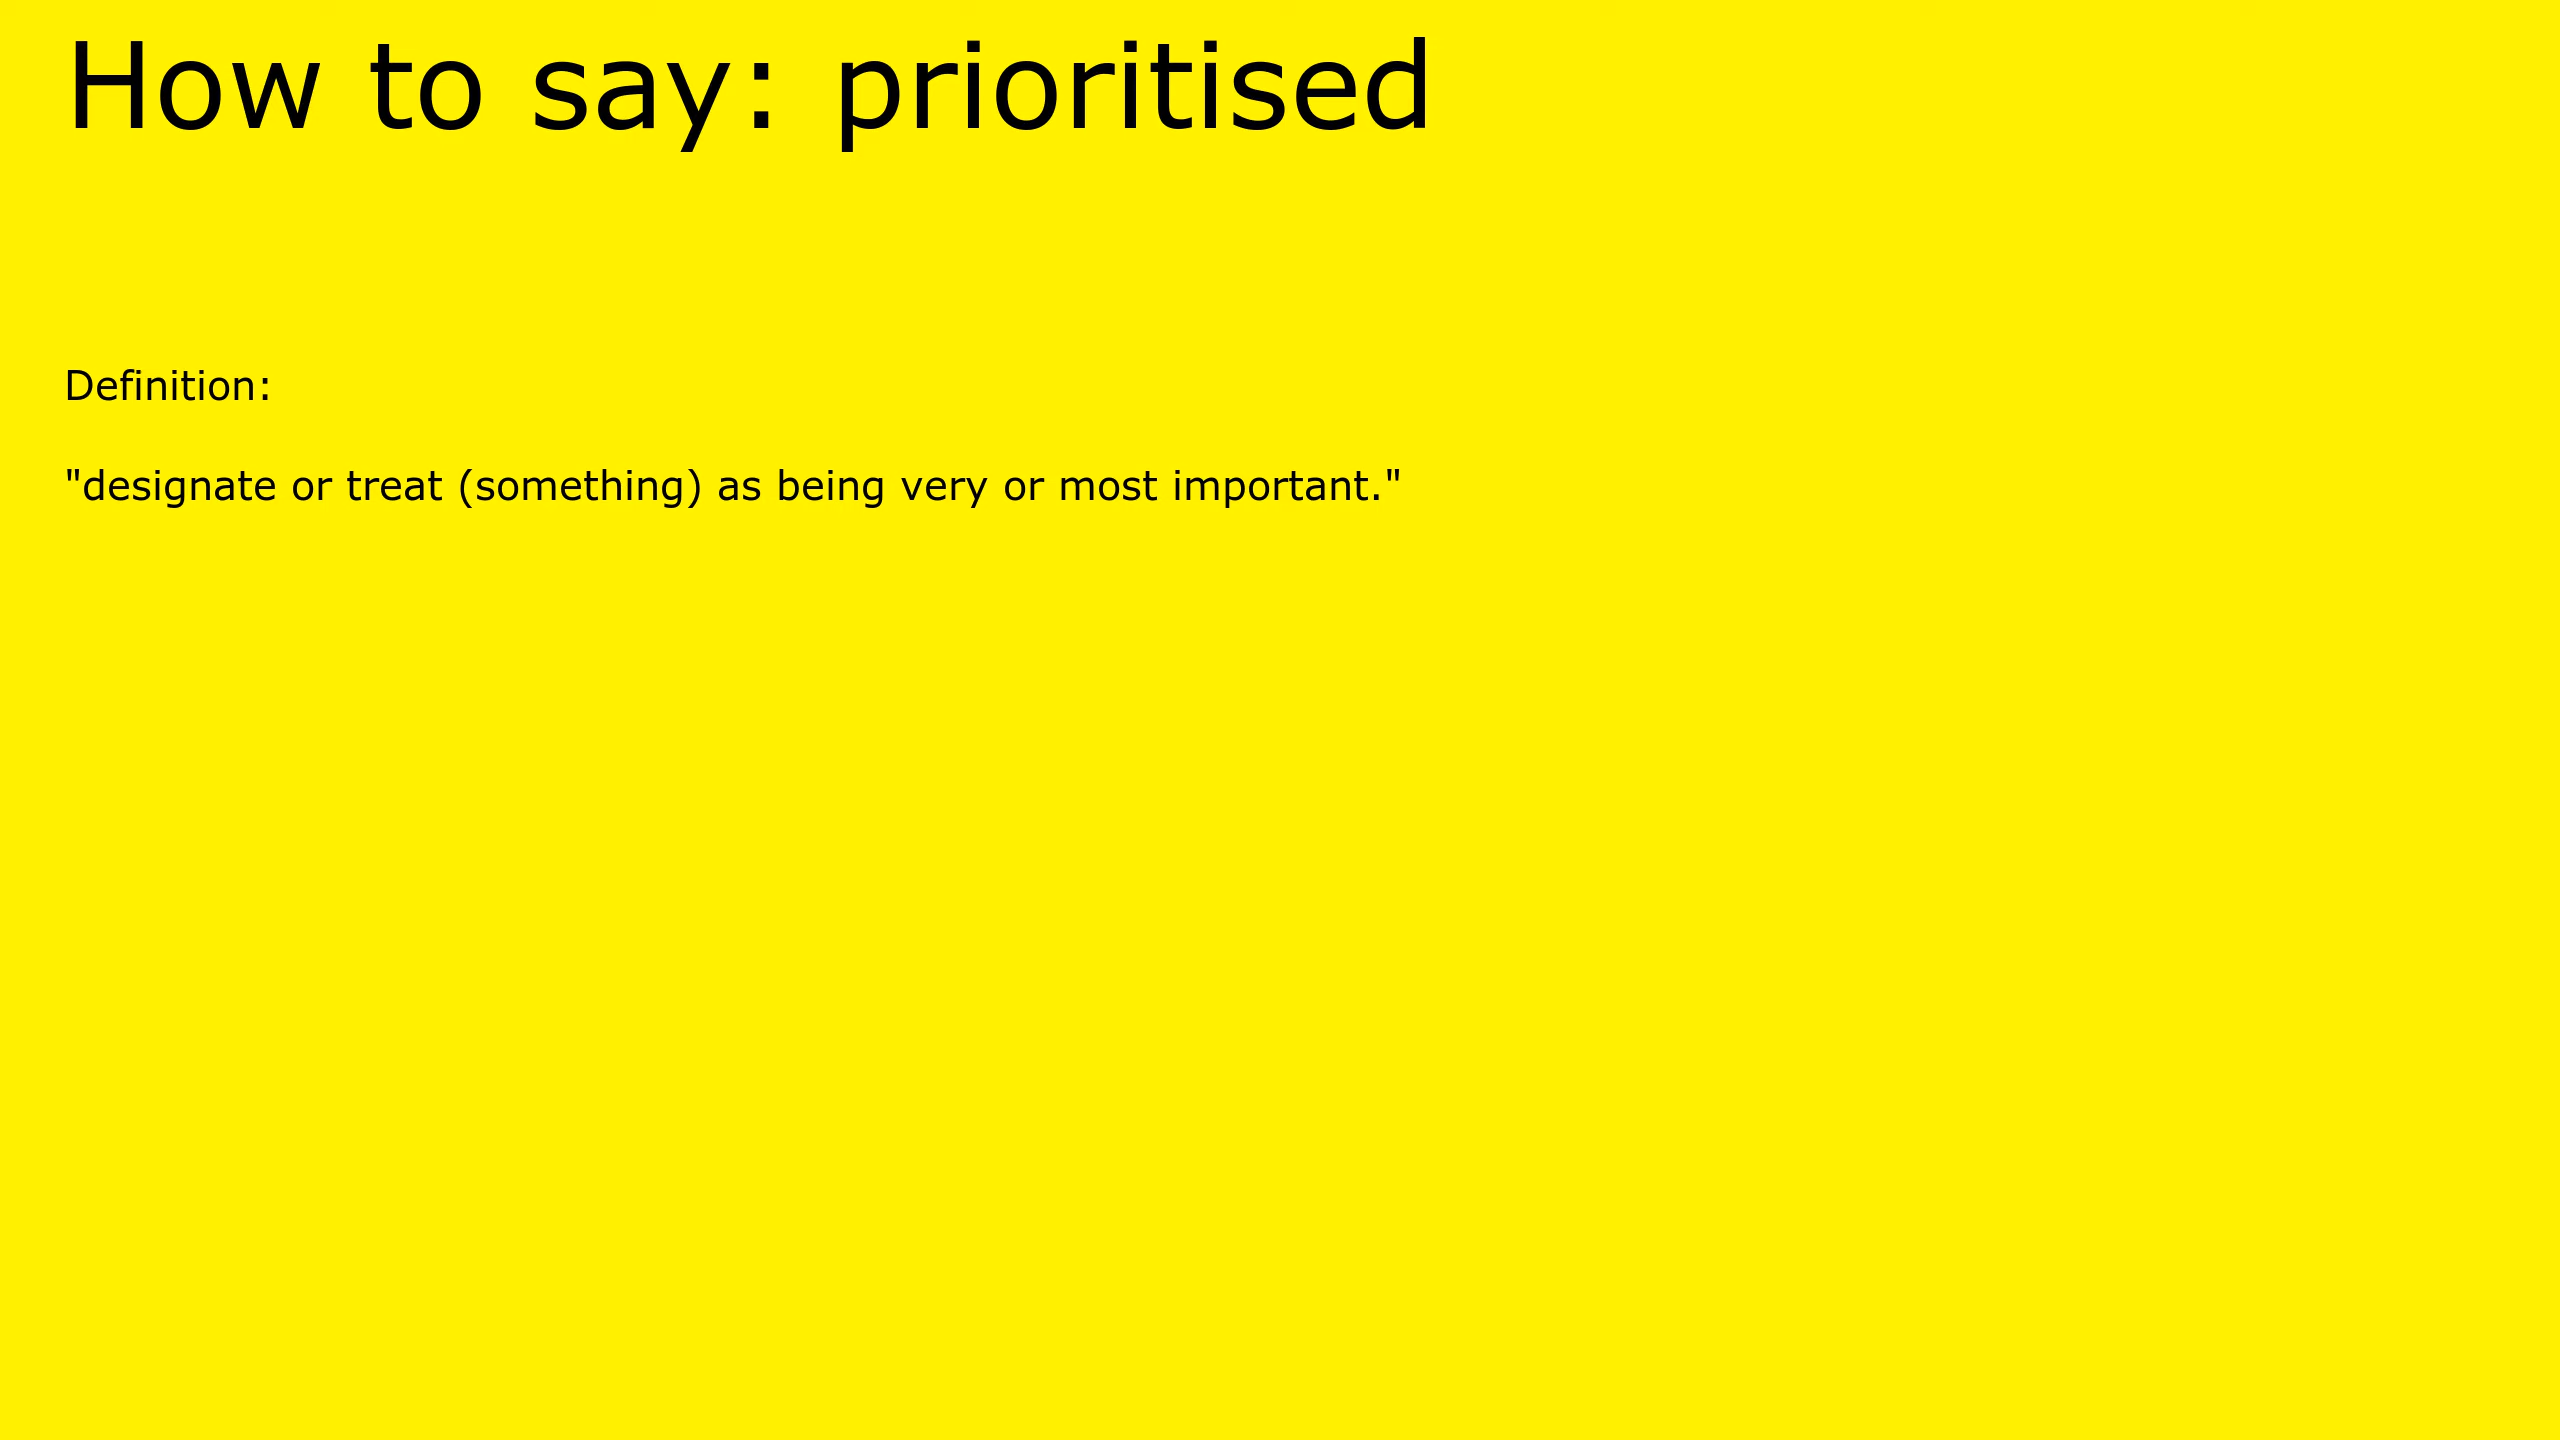 How to say: prioritised
Definition:
"designate or treat (something) as being very or most important."